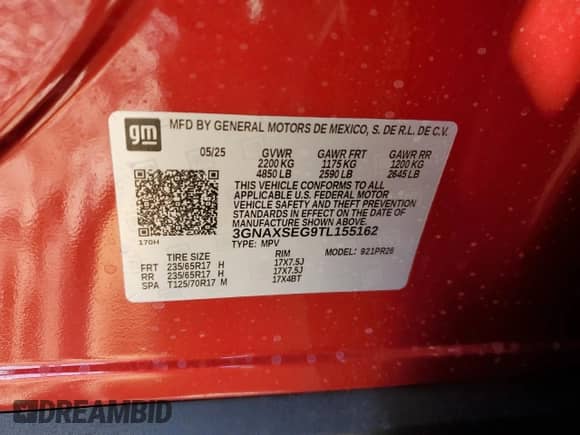 gm MFD BY GENERAL MOTORS DE MEXICO, S. DE R.L. DE C.V.
05/25 GVWR GAWR FRT GAWR RR
2200 KG 1175 KG 1200 KG
4850 LB 2590 LB 2645 LB
THIS VEHICLE CONFORMS TO ALL
APPLICABLE U.S. FEDERAL MOTOR
VEHICLE SAFETY AND THEFT PREVENTION
STANDARDS IN EFFECT ON THE DATE OF
MANUFACTURE SHOWN ABOVE.
3GNAXSEG9TL155162
170H TYPE: MPV MODEL: 921PR26
TIRE SIZE RIM
FRT 235/65R17 H 17X7.5J
RR 235/65R17 H 17X7.5J
SPA T125/70R17 M 17X4BT
DREAMBID